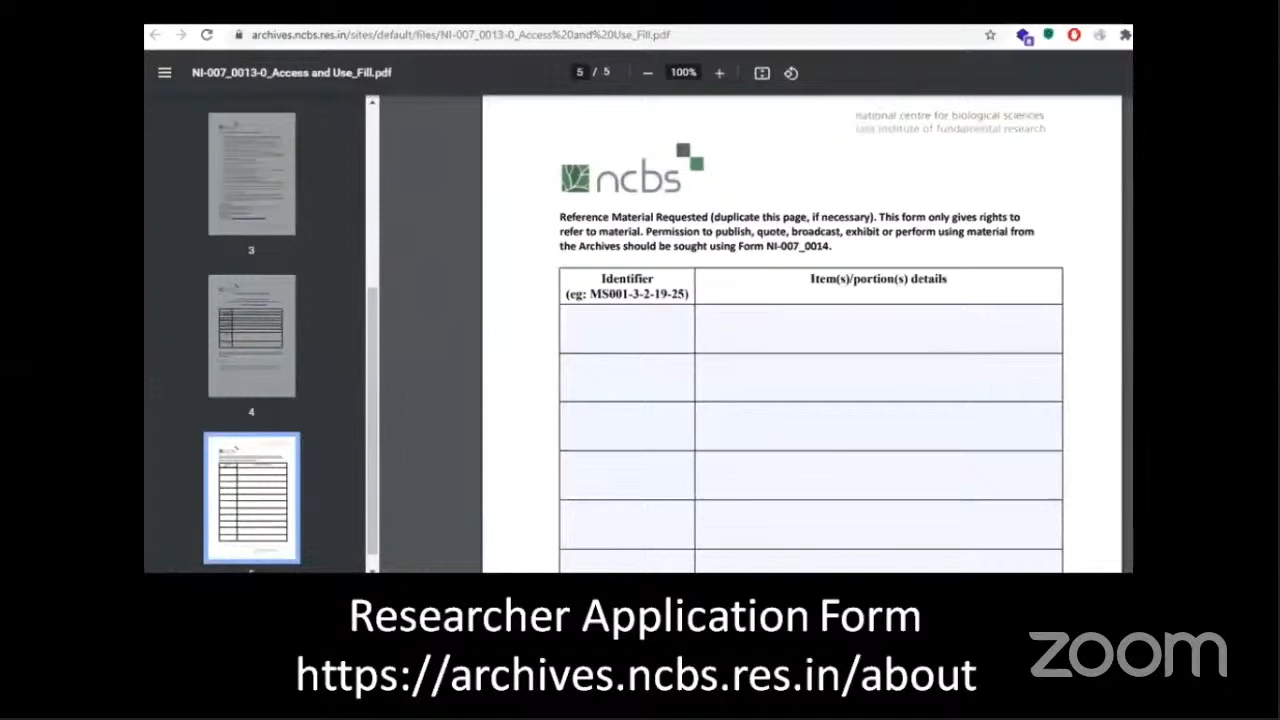 archives.ncbs.res.in/sites/default/files/NI-007_0013-0_Access%20and%20Use_Fill.pdf
NI-007_0013-0_Access and Use_Fill.pdf
5 / 5
100%
3
4
national centre for biological sciences
tata institute of fundamental research
ncbs
Reference Material Requested (duplicate this page, if necessary). This form only gives rights to
refer to material. Permission to publish, quote, broadcast, exhibit or perform using material from
the Archives should be sought using Form NI-007_0014.
Identifier
(eg: MS001-3-2-19-25)
Item(s)/portion(s) details
Researcher Application Form
https://archives.ncbs.res.in/about
zoom